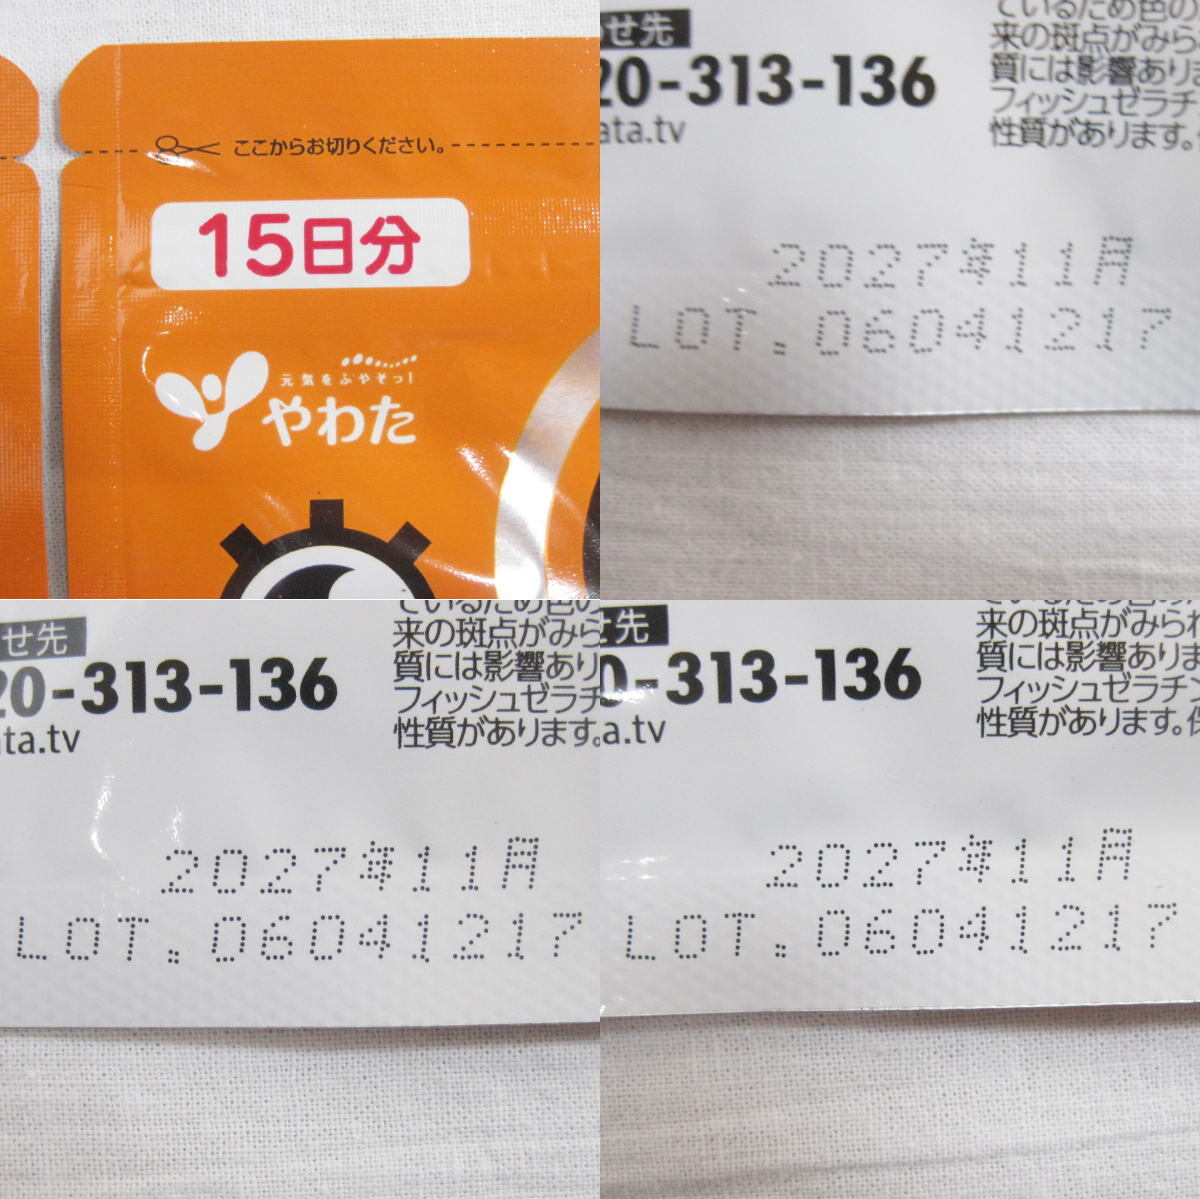 ここからお切りください。
15日分
元気をふやそっ!
やわた
せ先
20-313-136
ata.tv
ているため色の
来の斑点がみら
質には影響ありま
フィッシュゼラチ
性質があります。
2027年11月
LOT. 06041217
せ先
20-313-136
ata.tv
ているため色の
来の斑点がみら
質には影響あり
フィッシュゼラチ
性質があります。
2027年11月
LOT. 06041217
せ先
0-313-136
a.tv
来の斑点がみられ
質には影響ありま
フィッシュゼラチン
性質があります。保
2027年11月
LOT. 06041217